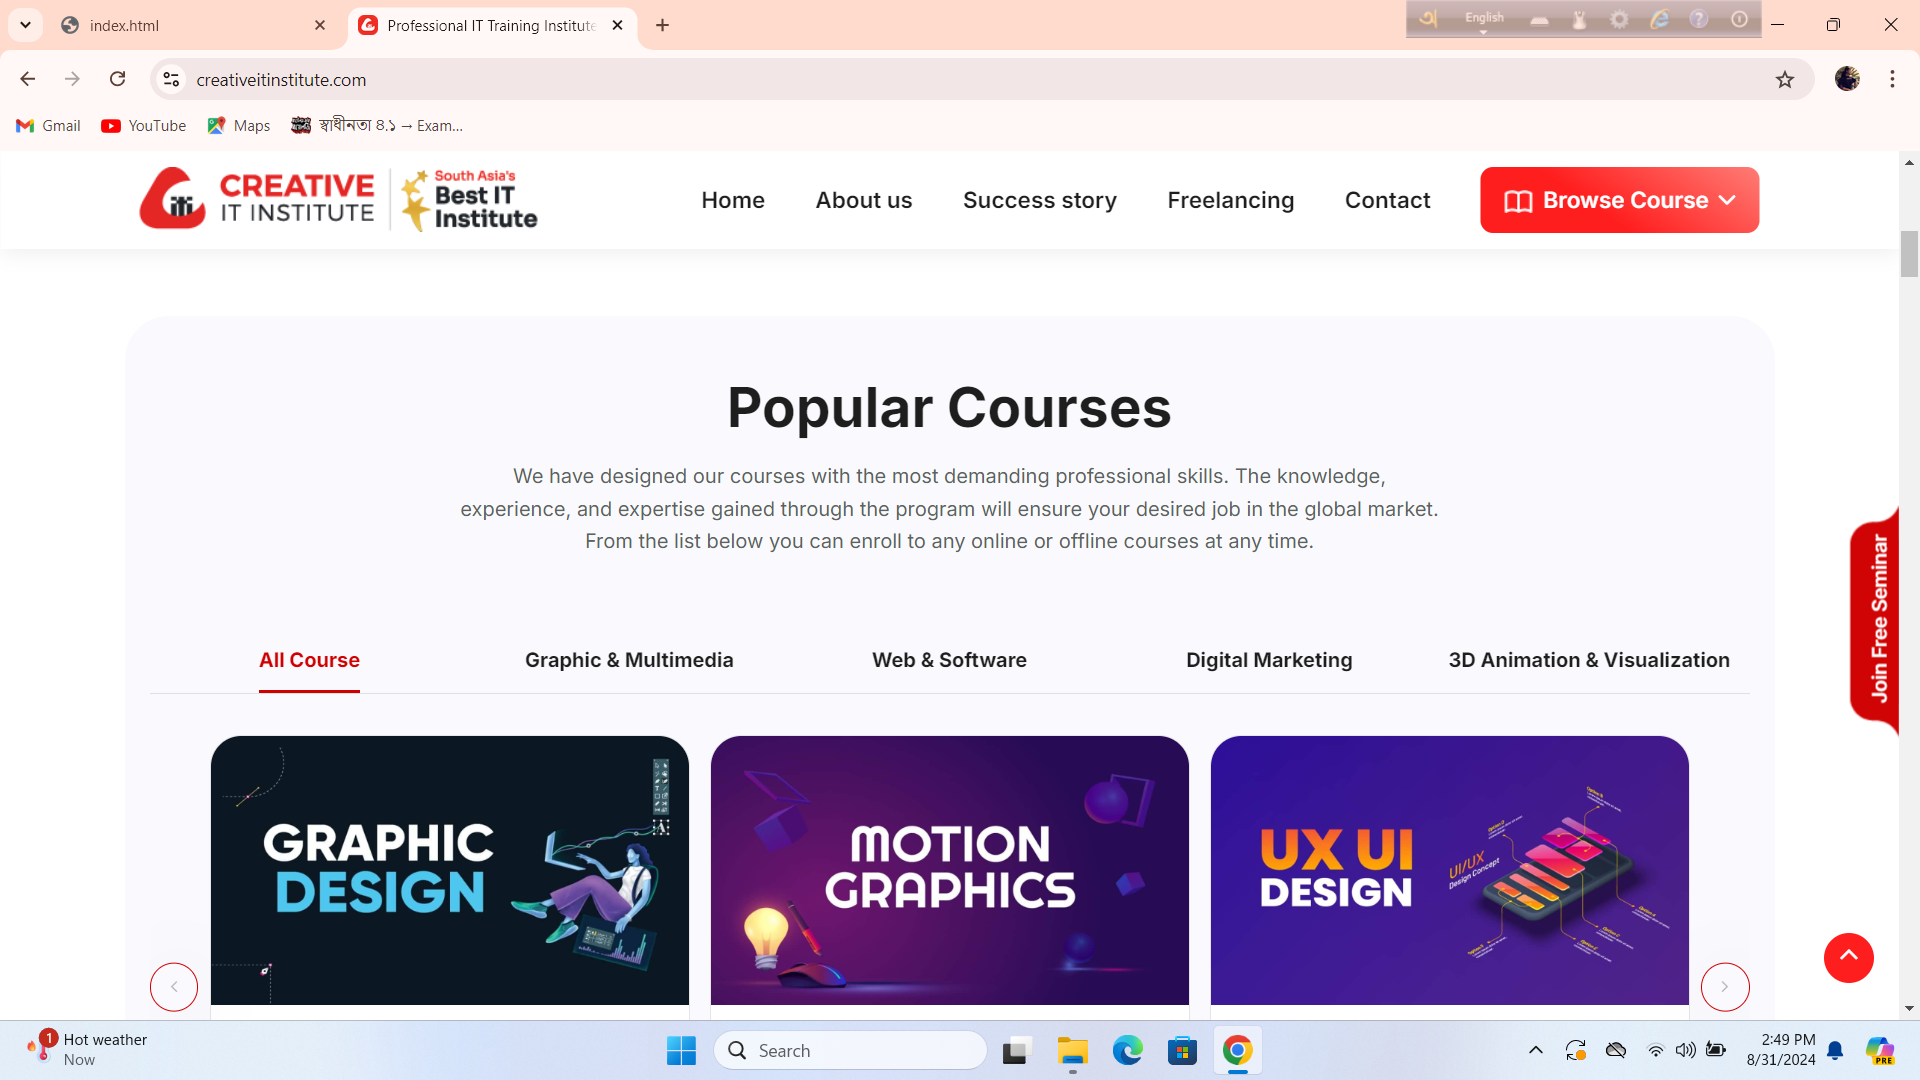 index.html
Professional IT Training Institute
English
creativeitinstitute.com
Gmail
YouTube
Maps
স্বাধীনতা ৪.১ → Exam...
CREATIVE
IT INSTITUTE
iti
South Asia's
Best IT
Institute
Home
About us
Success story
Freelancing
Contact
Browse Course
Popular Courses
We have designed our courses with the most demanding professional skills. The knowledge,
experience, and expertise gained through the program will ensure your desired job in the global market.
From the list below you can enroll to any online or offline courses at any time.
Join Free Seminar
All Course
Graphic & Multimedia
Web & Software
Digital Marketing
3D Animation & Visualization
GRAPHIC
DESIGN
MOTION
GRAPHICS
UX UI
DESIGN
UI/UX
Design Concept
1
Hot weather
Now
Search
2:49 PM
8/31/2024
PRE